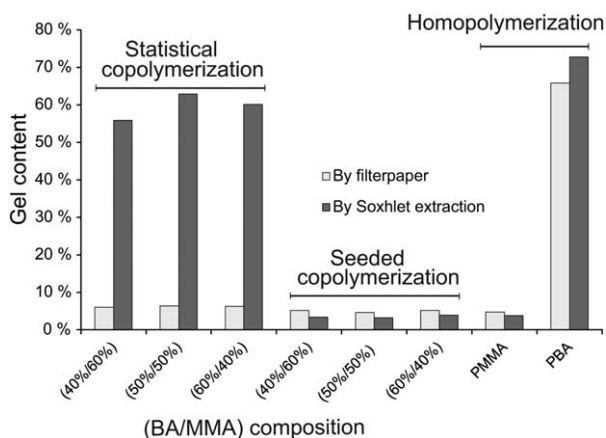 Homopolymerization
Statistical
copolymerization
80 %
70 %
60 %
50 %
40 %
30 %
20 %
10 %
0 %
Gel content
By filterpaper
By Soxhlet extraction
Seeded
copolymerization
(40%/60%)
(50%/50%)
(60%/40%)
(40%/60%)
(50%/50%)
(60%/40%)
PMMA
PBA
(BA/MMA) composition